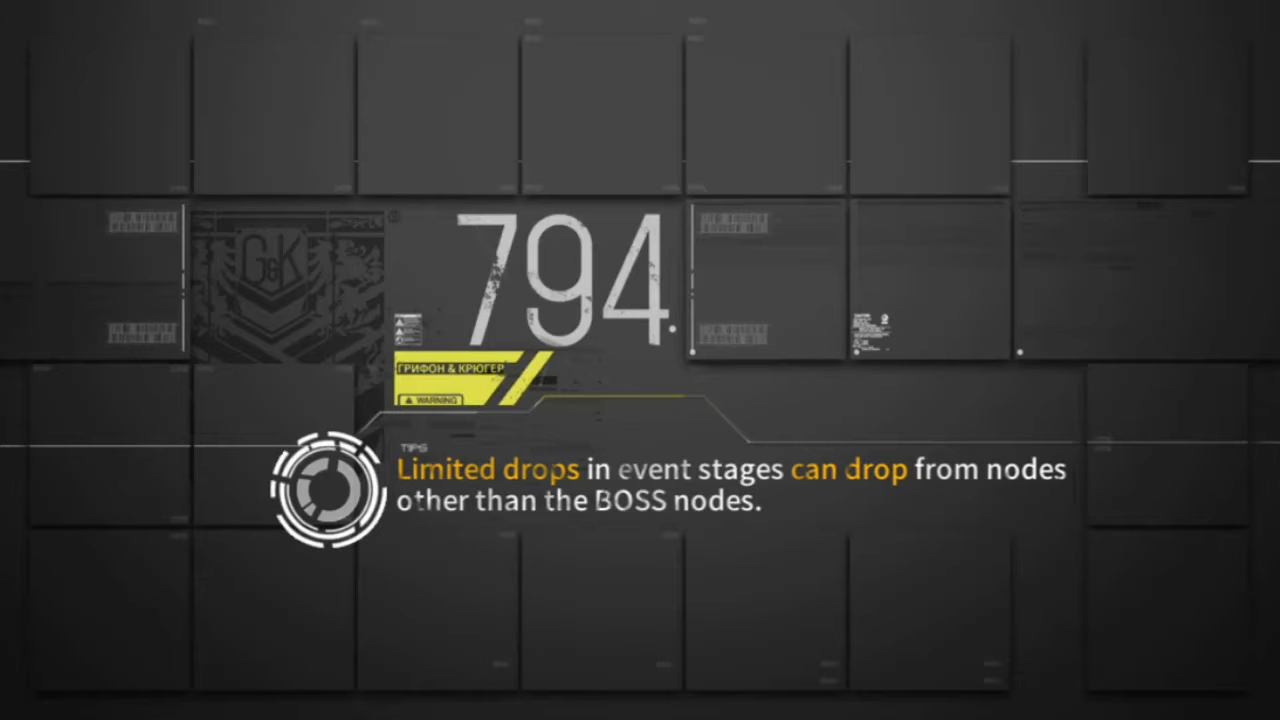 G&K
794.
ГРИФОН & КРЮГЕР
WARNING
TIPS
Limited drops in event stages can drop from nodes
other than the BOSS nodes.